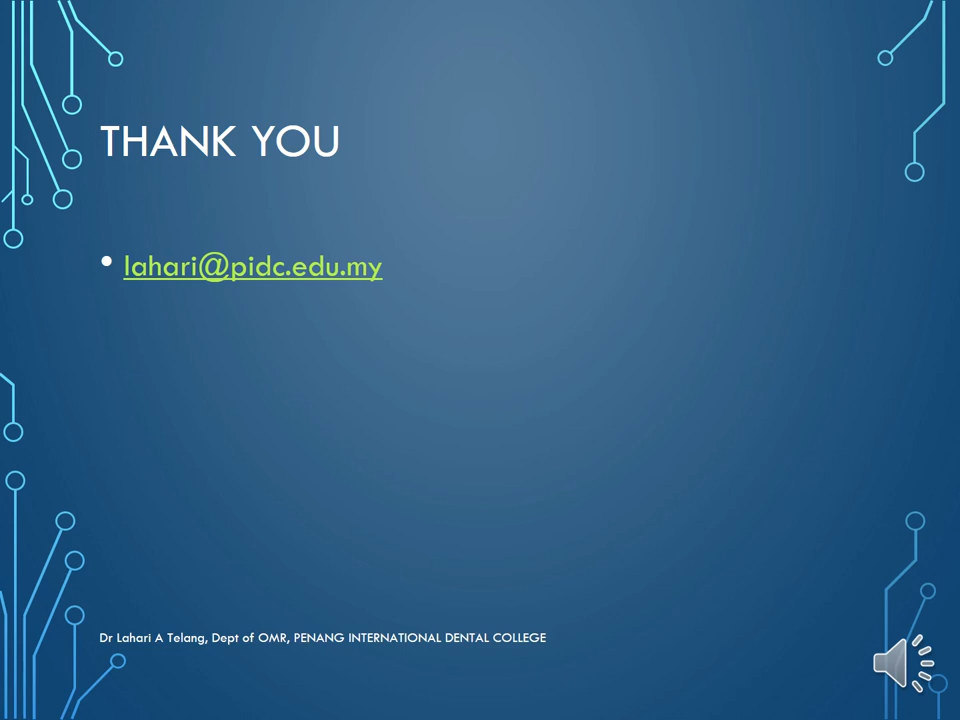 THANK YOU
• lahari@pidc.edu.my
Dr Lahari A Telang, Dept of OMR, PENANG INTERNATIONAL DENTAL COLLEGE